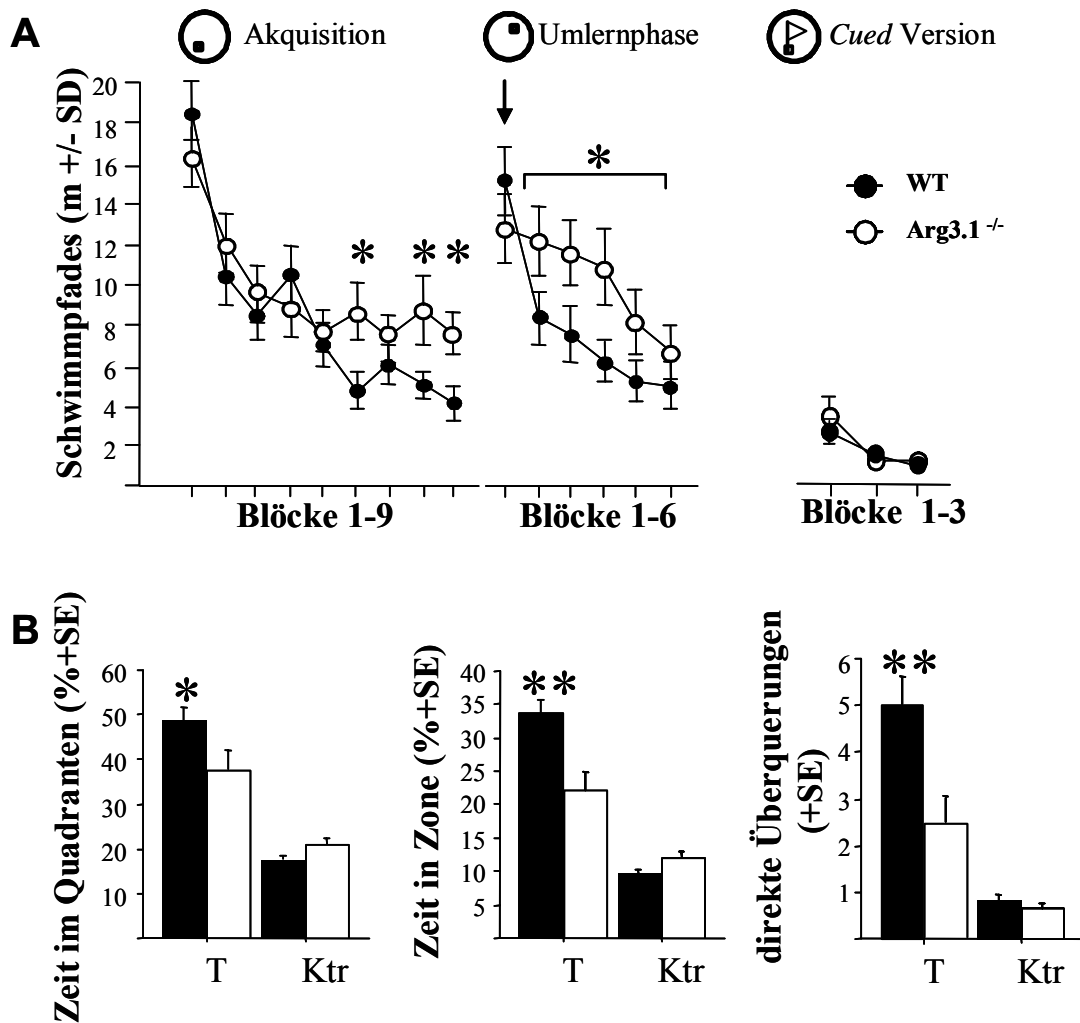 A
Akquisition
Umlernphase
Cued Version
Schwimmpfades (m +/- SD)
20
18
16
14
12
10
8
6
4
2
* * *
*
WT
Arg3.1 -/-
Blöcke 1-9
Blöcke 1-6
Blöcke 1-3
B
Zeit im Quadranten (%+SE)
60
50
40
30
20
10
*
T
Ktr
Zeit in Zone (%+SE)
40
35
30
25
20
15
10
5
**
T
Ktr
direkte Überquerungen
(+SE)
6
5
4
3
2
1
**
T
Ktr